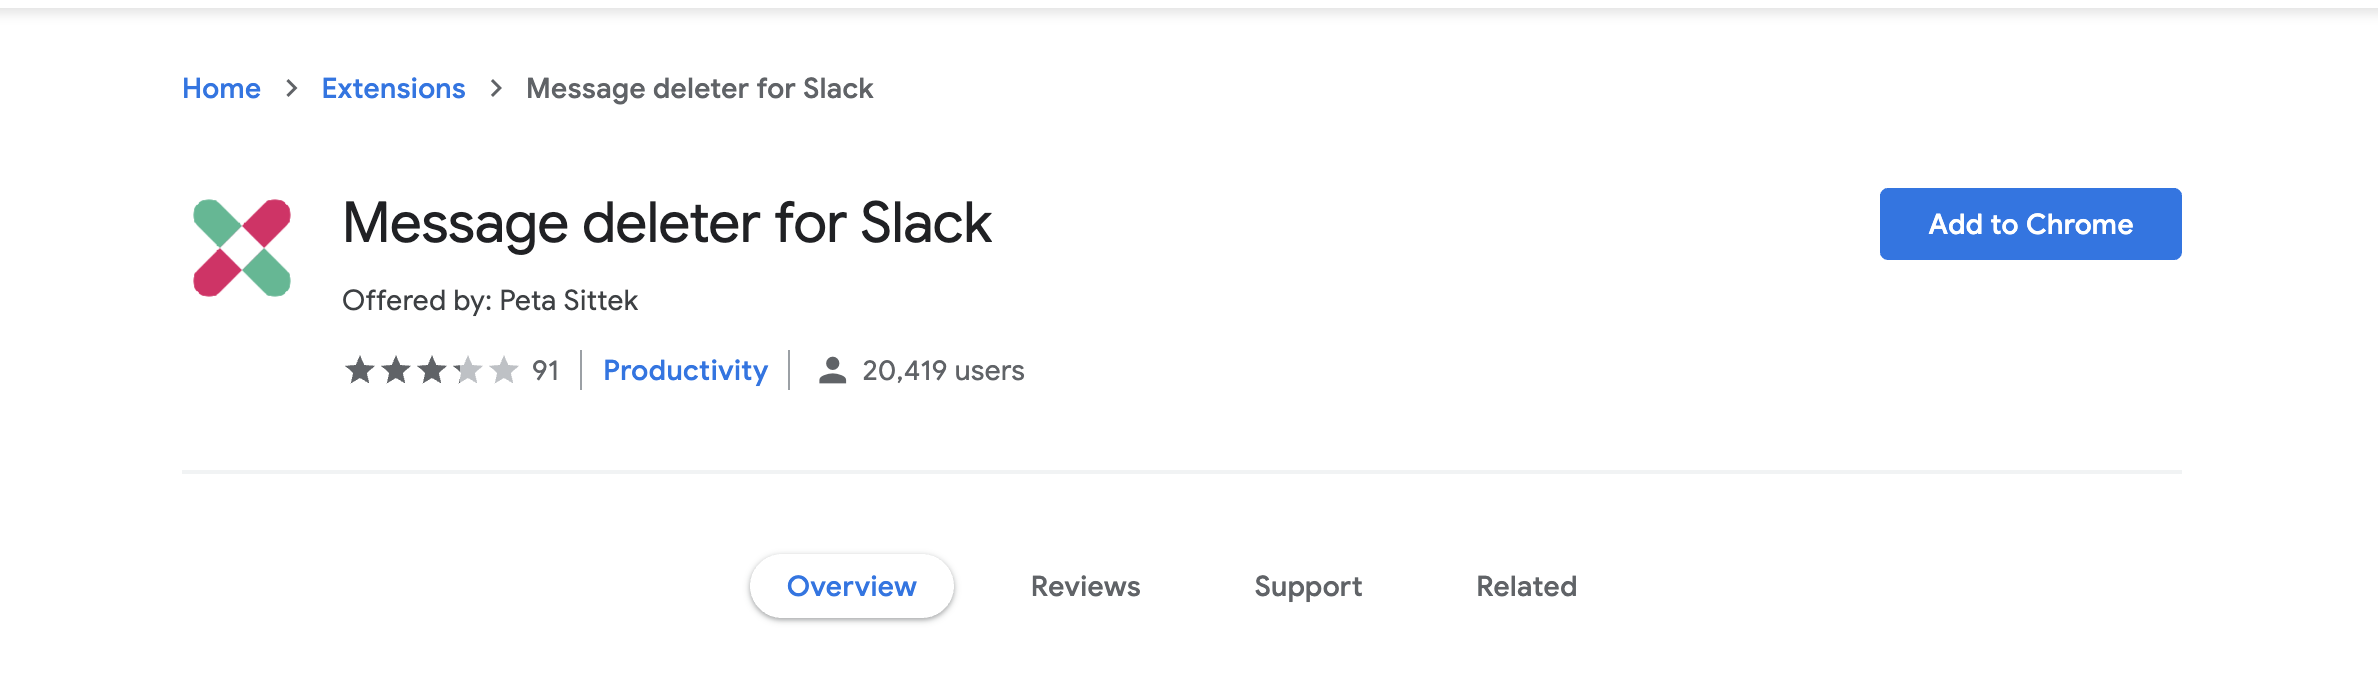 Home > Extensions > Message deleter for Slack
Message deleter for Slack
Add to Chrome
Offered by: Peta Sittek
91 | Productivity | 20,419 users
Overview Reviews Support Related